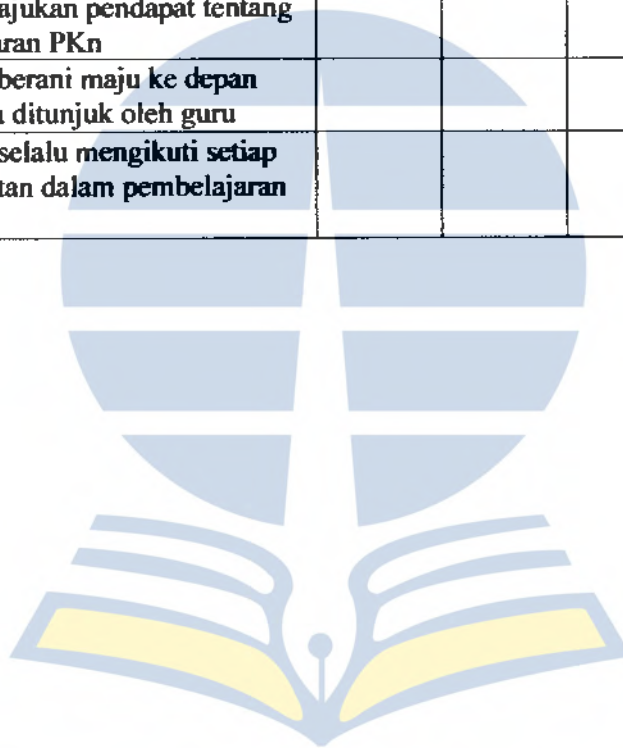 ajukan pendapat tentang
aran PKn
berani maju ke depan
ditunjuk oleh guru
selalu mengikuti setiap
tan dalam pembelajaran